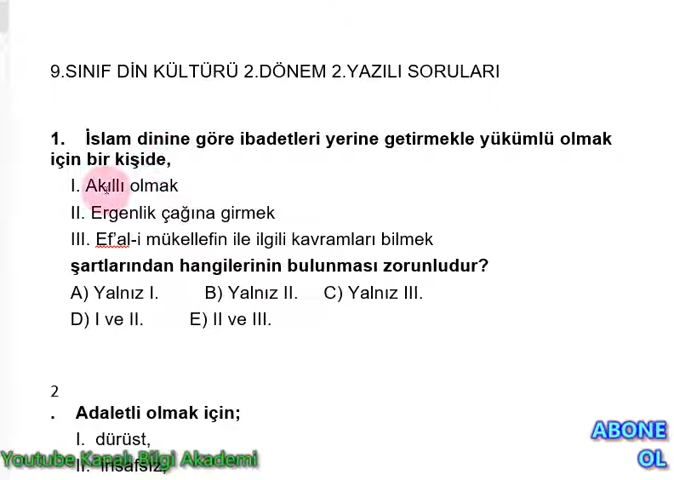 9.SINIF DİN KÜLTÜRÜ 2.DÖNEM 2.YAZILI SORULARI
1. İslam dinine göre ibadetleri yerine getirmekle yükümlü olmak
için bir kişide,
I. Akıllı olmak
II. Ergenlik çağına girmek
III. Ef'al-i mükellefin ile ilgili kavramları bilmek
şartlarından hangilerinin bulunması zorunludur?
A) Yalnız I. B) Yalnız II. C) Yalnız III.
D) I ve II. E) II ve III.
2
. Adaletli olmak için;
I. dürüst,
II. insafsız,
Youtube Kapalı Bilgi Akademi
ABONE
OL